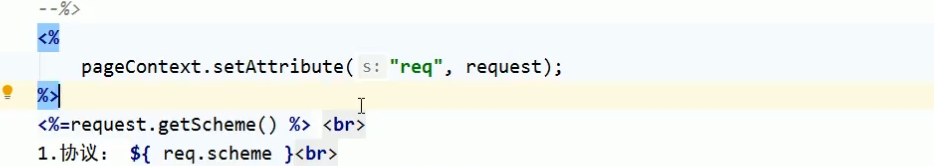 --%>
<%
pageContext.setAttribute( s: "req", request);
%>
<%=request.getScheme() %> <br>
1.协议： ${ req.scheme }<br>